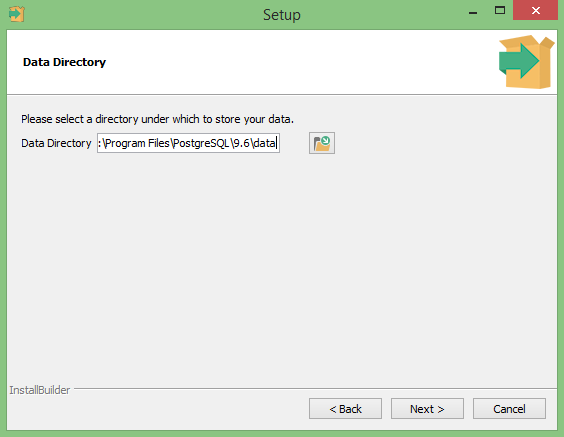 Setup
Data Directory
Please select a directory under which to store your data.
Data Directory :\Program Files\PostgreSQL\9.6\data
InstallBuilder
< Back Next > Cancel